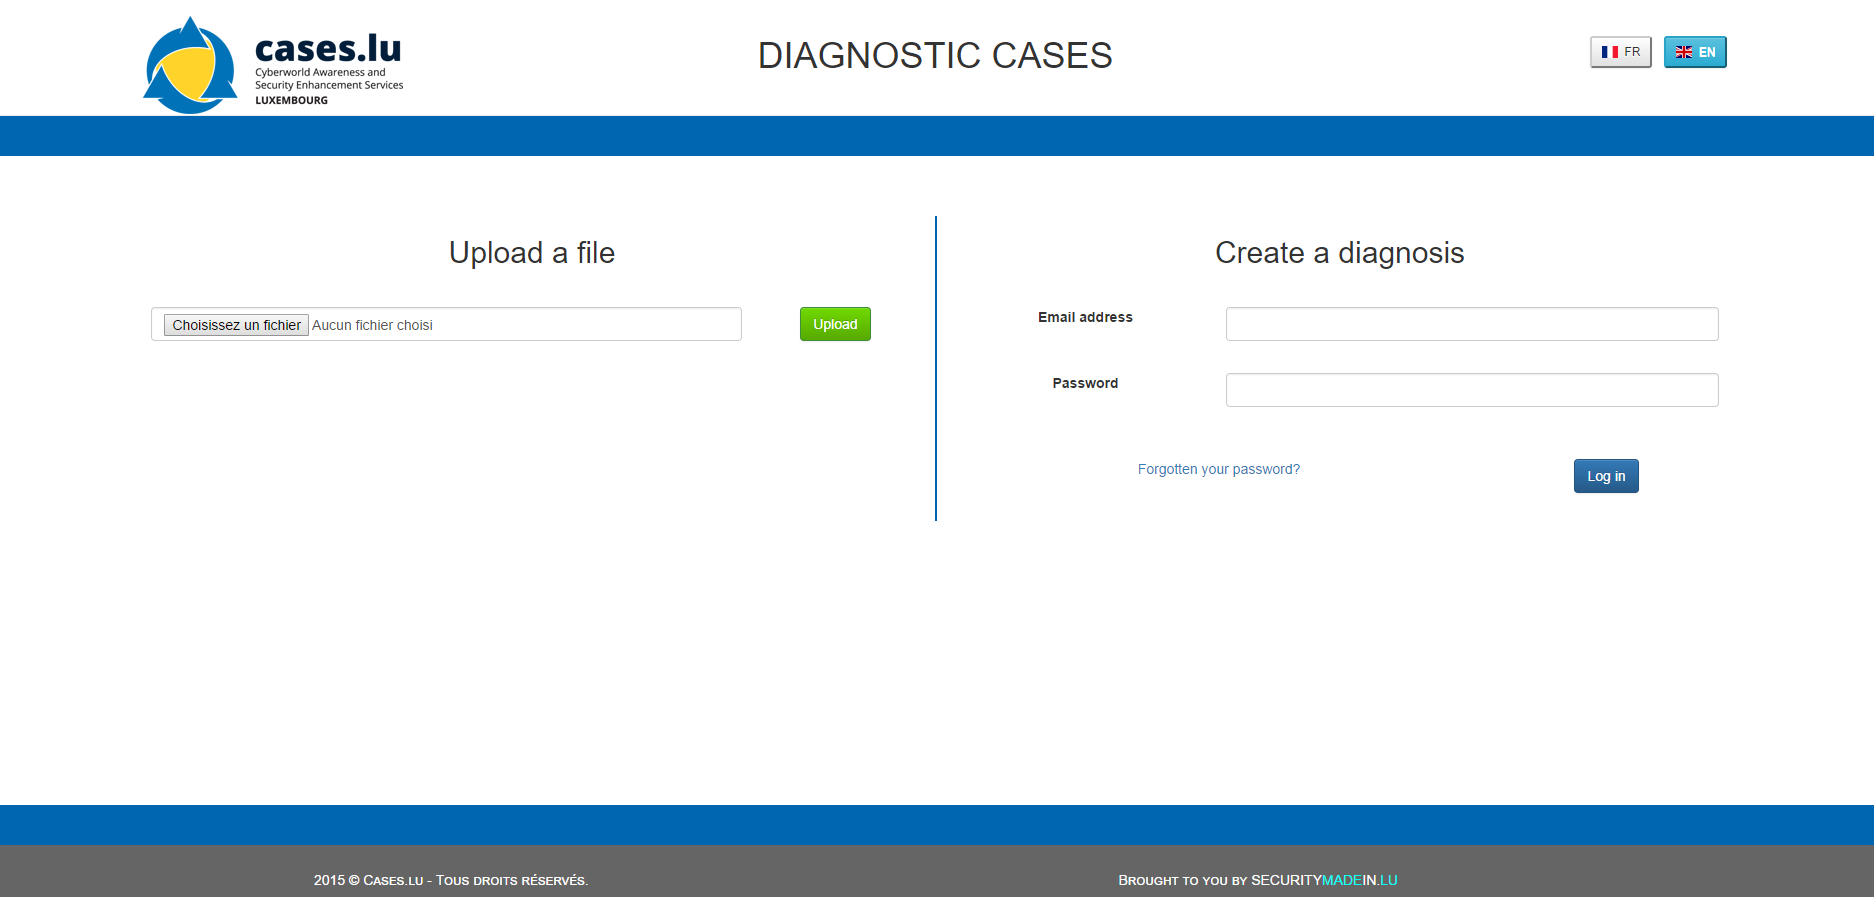 cases.lu
Cyberworld Awareness and
Security Enhancement Services
LUXEMBOURG
DIAGNOSTIC CASES
FR
EN
Upload a file
Choisissez un fichier Aucun fichier choisi
Upload
Create a diagnosis
Email address
Password
Forgotten your password?
Log in
2015 © Cases.lu - Tous droits réservés.
Brought to you by SECURITYMADEIN.LU